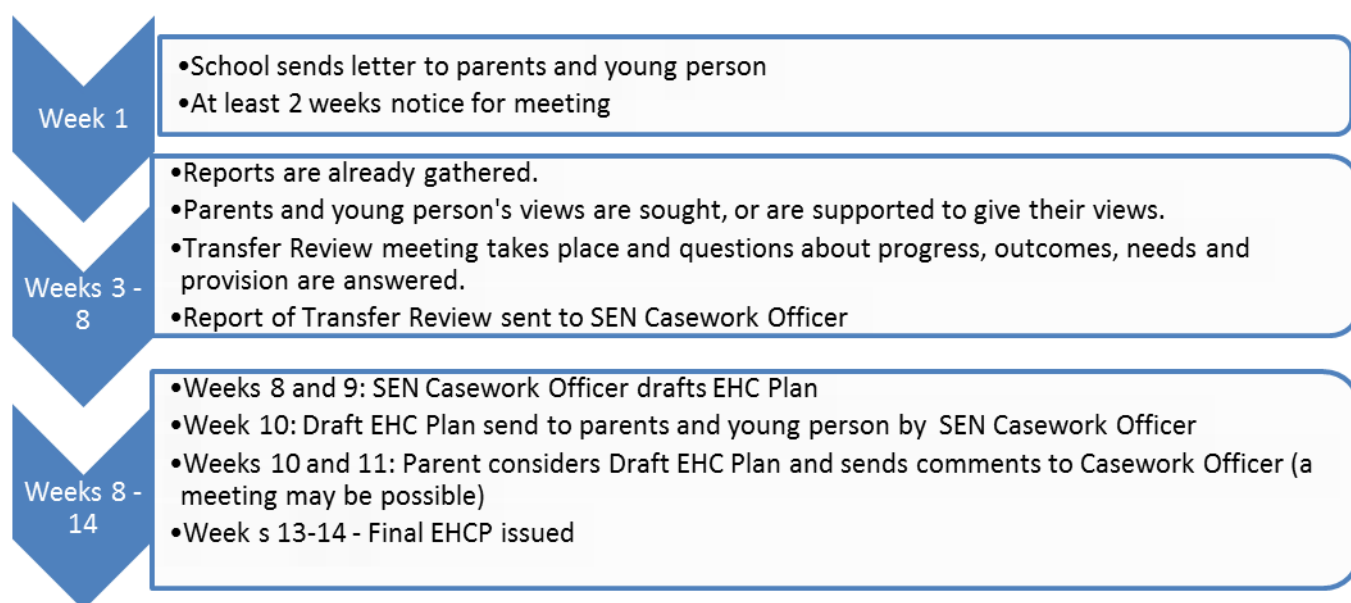 Week 1
•School sends letter to parents and young person
•At least 2 weeks notice for meeting
Weeks 3 -
8
•Reports are already gathered.
•Parents and young person's views are sought, or are supported to give their views.
•Transfer Review meeting takes place and questions about progress, outcomes, needs and
provision are answered.
•Report of Transfer Review sent to SEN Casework Officer
Weeks 8 -
14
•Weeks 8 and 9: SEN Casework Officer drafts EHC Plan
•Week 10: Draft EHC Plan send to parents and young person by SEN Casework Officer
•Weeks 10 and 11: Parent considers Draft EHC Plan and sends comments to Casework Officer (a
meeting may be possible)
•Week s 13-14 - Final EHCP issued